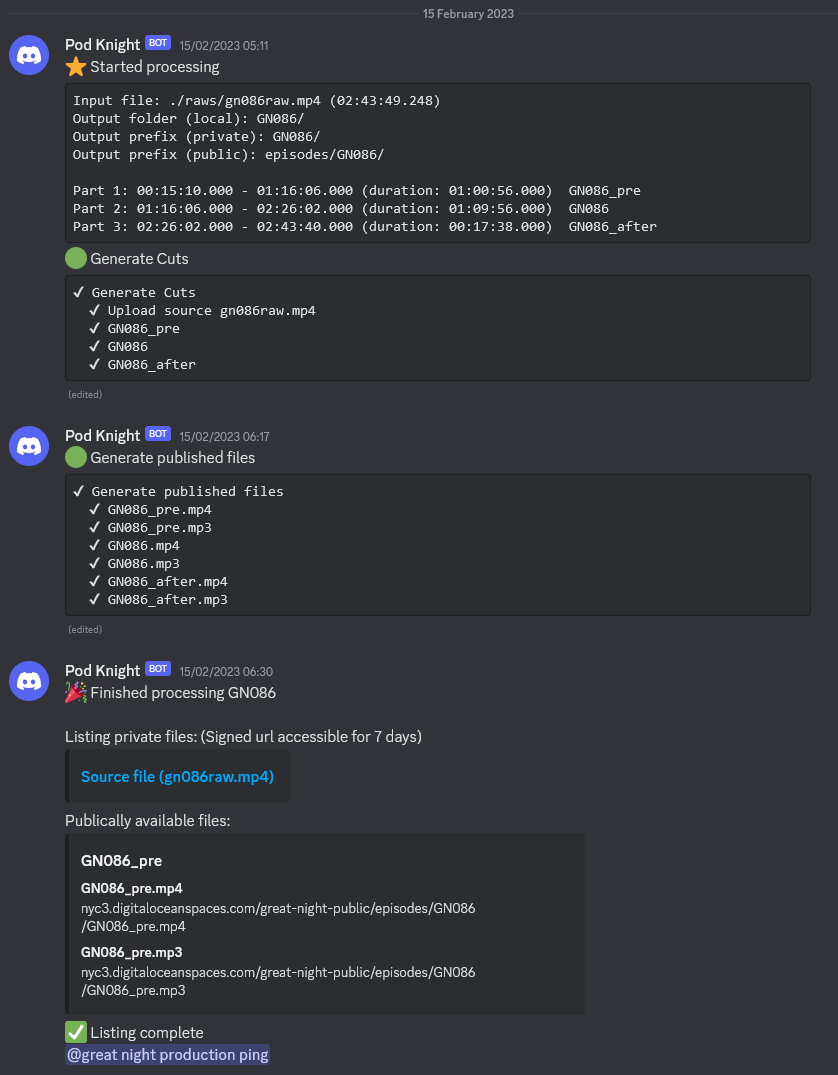 15 February 2023
Pod Knight BOT 15/02/2023 05:11
Started processing
Input file: ./raws/gn086raw.mp4 (02:43:49.248)
Output folder (local): GN086/
Output prefix (private): GN086/
Output prefix (public): episodes/GN086/
Part 1: 00:15:10.000 - 01:16:06.000 (duration: 01:00:56.000)  GN086_pre
Part 2: 01:16:06.000 - 02:26:02.000 (duration: 01:09:56.000)  GN086
Part 3: 02:26:02.000 - 02:43:40.000 (duration: 00:17:38.000)  GN086_after
Generate Cuts
✓ Generate Cuts
✓ Upload source gn086raw.mp4
✓ GN086_pre
✓ GN086
✓ GN086_after
(edited)
Pod Knight BOT 15/02/2023 06:17
Generate published files
✓ Generate published files
✓ GN086_pre.mp4
✓ GN086_pre.mp3
✓ GN086.mp4
✓ GN086.mp3
✓ GN086_after.mp4
✓ GN086_after.mp3
(edited)
Pod Knight BOT 15/02/2023 06:30
Finished processing GN086
Listing private files: (Signed url accessible for 7 days)
Source file (gn086raw.mp4)
Publically available files:
GN086_pre
GN086_pre.mp4
nyc3.digitaloceanspaces.com/great-night-public/episodes/GN086
/GN086_pre.mp4
GN086_pre.mp3
nyc3.digitaloceanspaces.com/great-night-public/episodes/GN086
/GN086_pre.mp3
Listing complete
@great night production ping